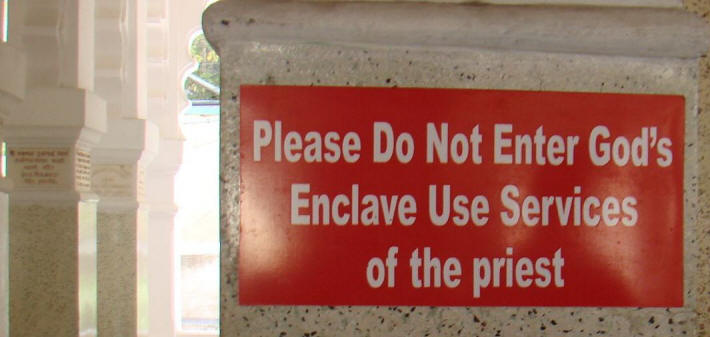 Please Do Not Enter God's
Enclave Use Services
of the priest